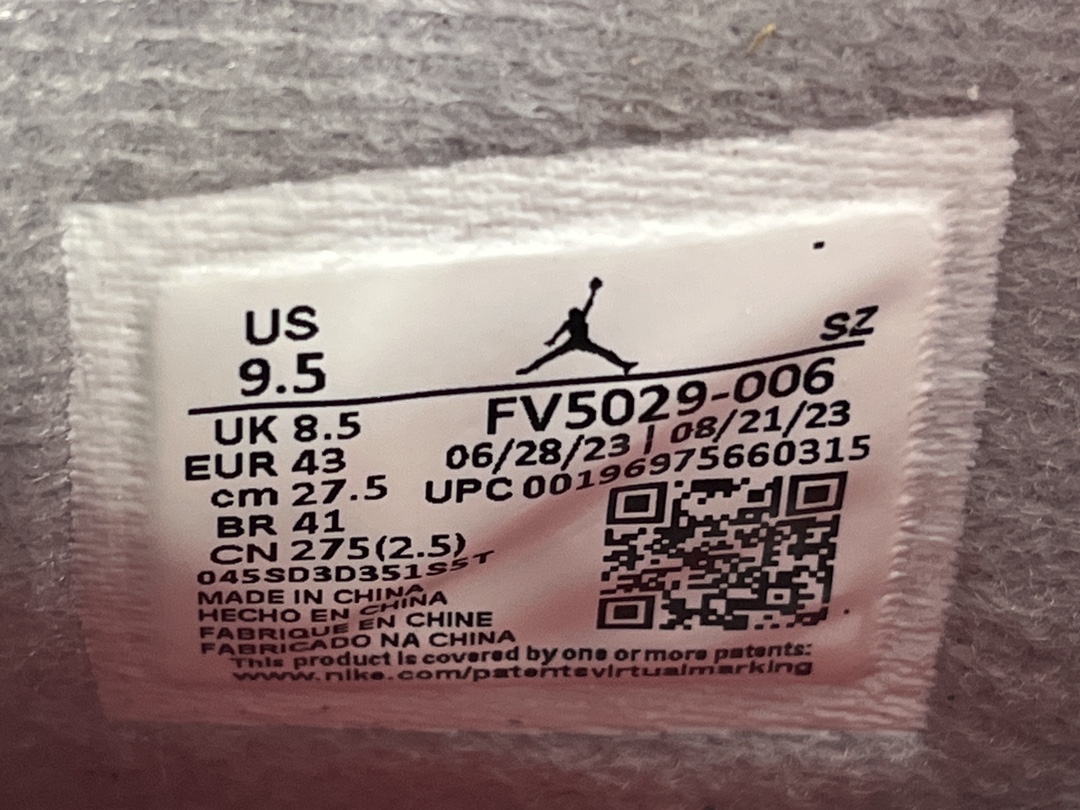 US
9.5
SZ
UK 8.5
EUR 43
cm 27.5
BR 41
CN 275(2.5)
FV5029-006
06/28/23 | 08/21/23
UPC 00196975660315
045SD3D351S5T
MADE IN CHINA
HECHO EN CHINA
FABRIQUE EN CHINE
FABRICADO NA CHINA
This product is covered by one or more patents:
www.nike.com/patentsvirtualmarking